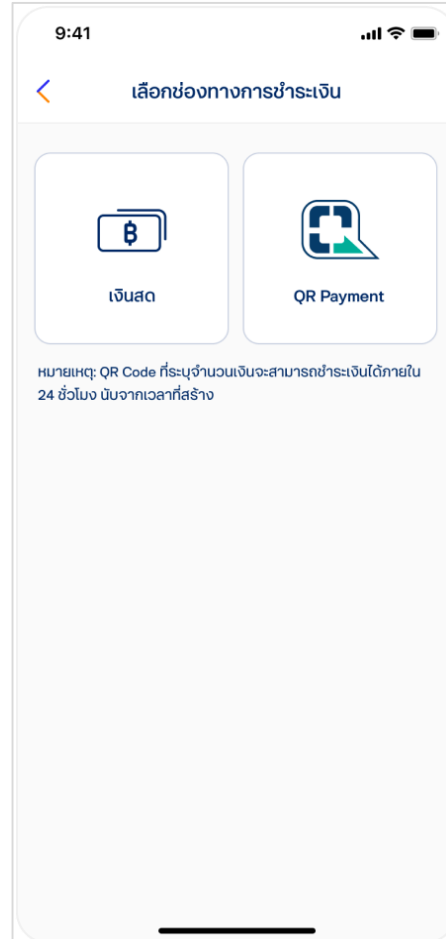 9:41
เลือกช่องทางการชำระเงิน
฿
เงินสด
QR Payment
หมายเหตุ: QR Code ที่ระบุจำนวนเงินจะสามารถชำระเงินได้ภายใน
24 ชั่วโมง นับจากเวลาที่สร้าง